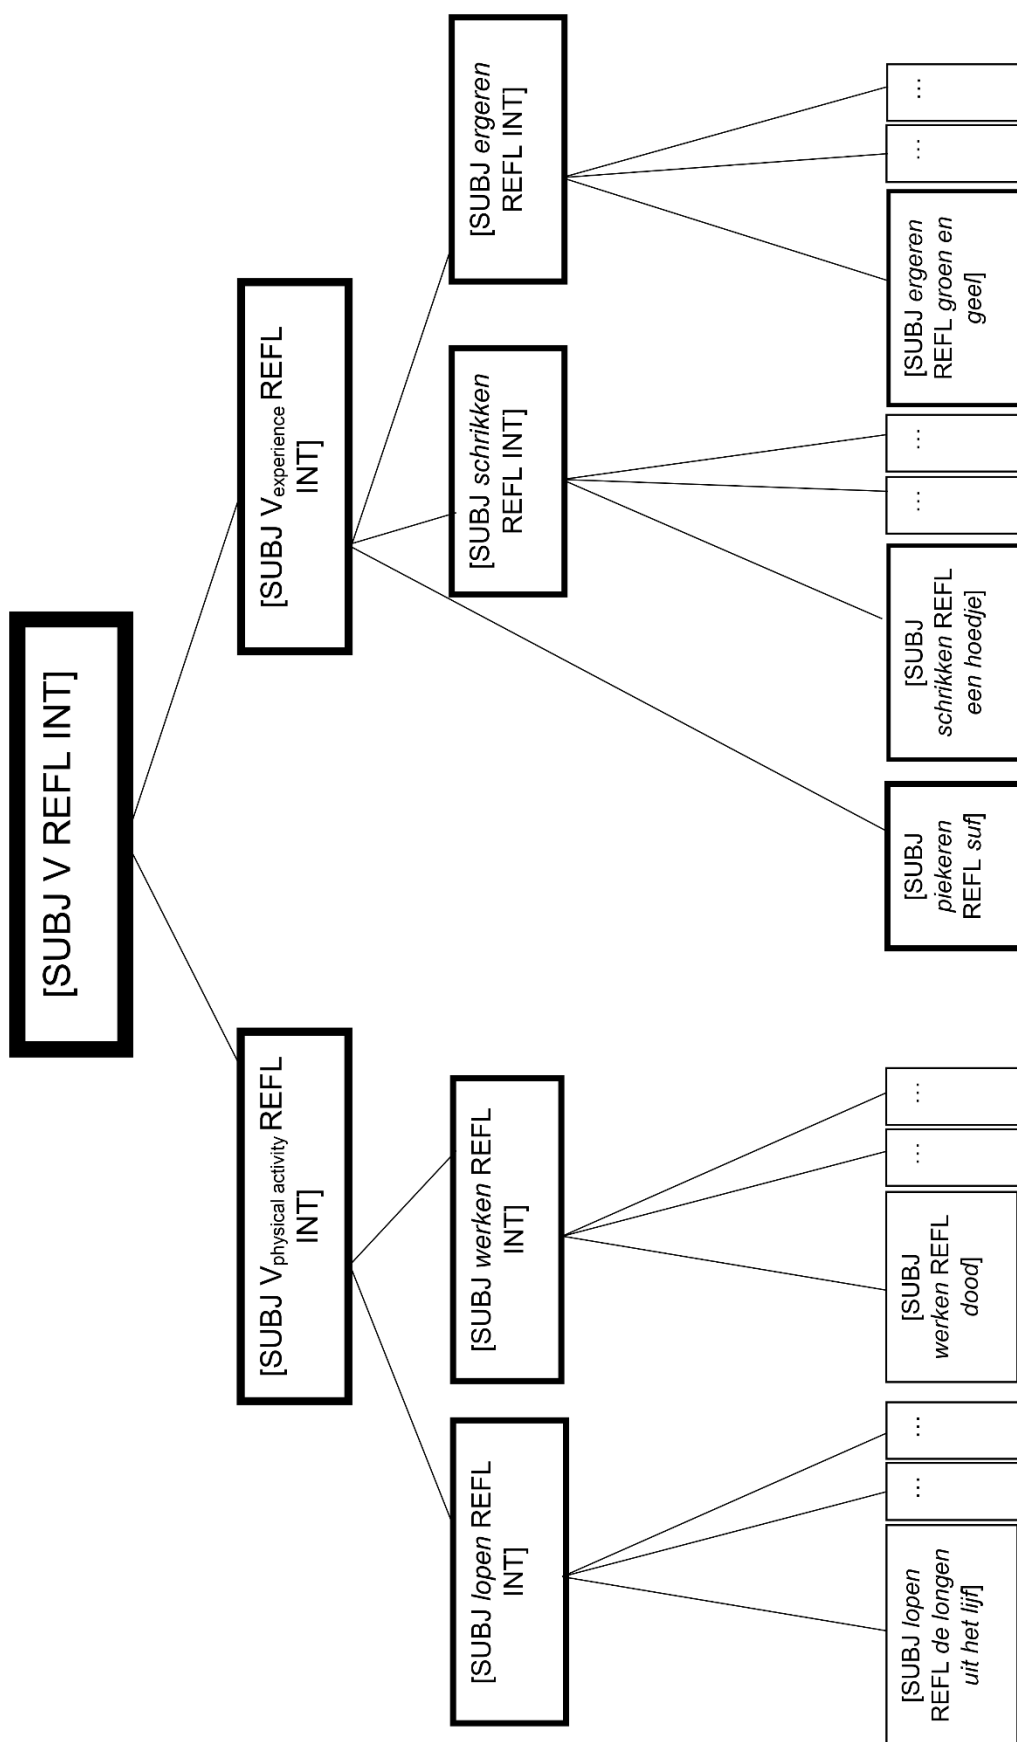 [SUBJ V REFL INT]
[SUBJ Vphysical activity REFL
INT]
[SUBJ Vexperience REFL
INT]
[SUBJ lopen REFL
INT]
[SUBJ werken REFL
INT]
[SUBJ schrikken
REFL INT]
[SUBJ ergeren
REFL INT]
[SUBJ lopen
REFL de longen
uit het lijf]
...
...
[SUBJ
werken REFL
dood]
...
...
[SUBJ
piekeren
REFL suf]
[SUBJ
schrikken REFL
een hoedje]
...
...
[SUBJ ergeren
REFL groen en
geel]
...
...